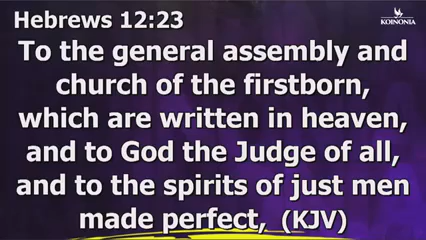 Hebrews 12:23
KOINONIA
To the general assembly and
church of the firstborn,
which are written in heaven,
and to God the Judge of all,
and to the spirits of just men
made perfect, (KJV)